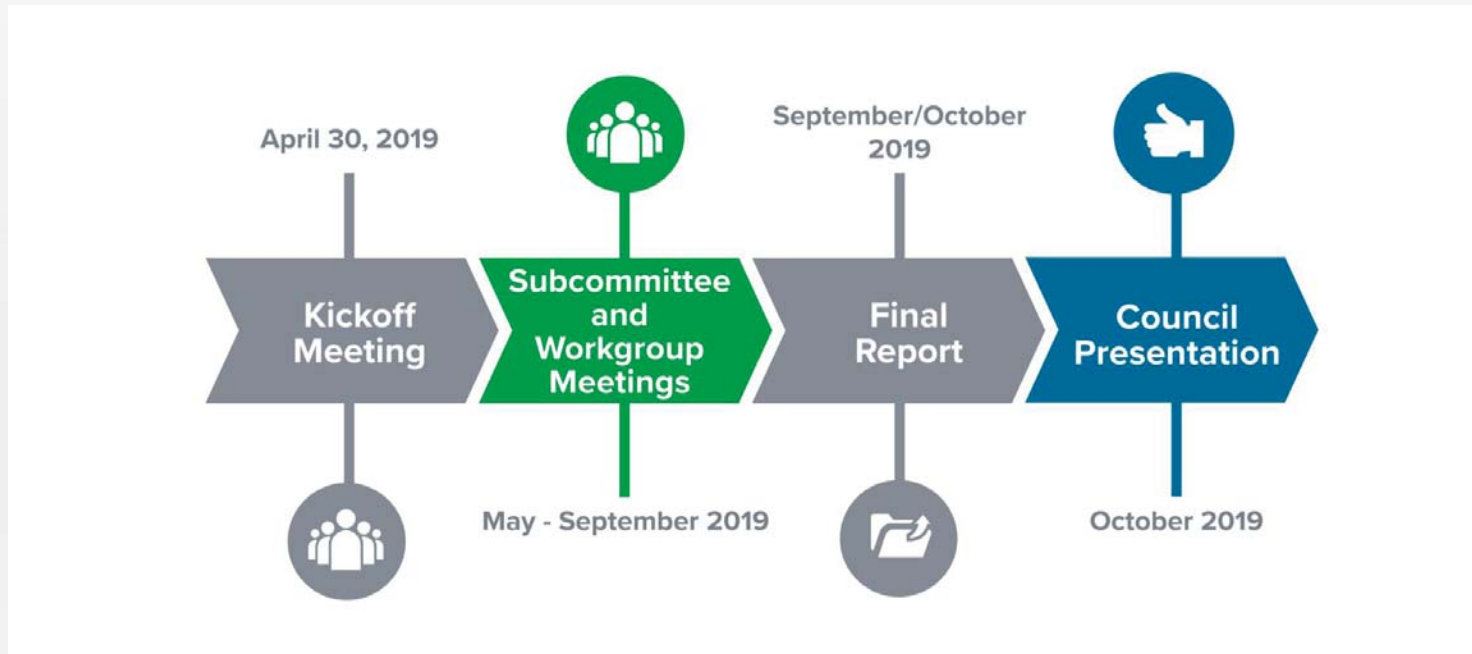 April 30, 2019
Kickoff
Meeting
Subcommittee
and
Workgroup
Meetings
May - September 2019
September/October
2019
Final
Report
Council
Presentation
October 2019